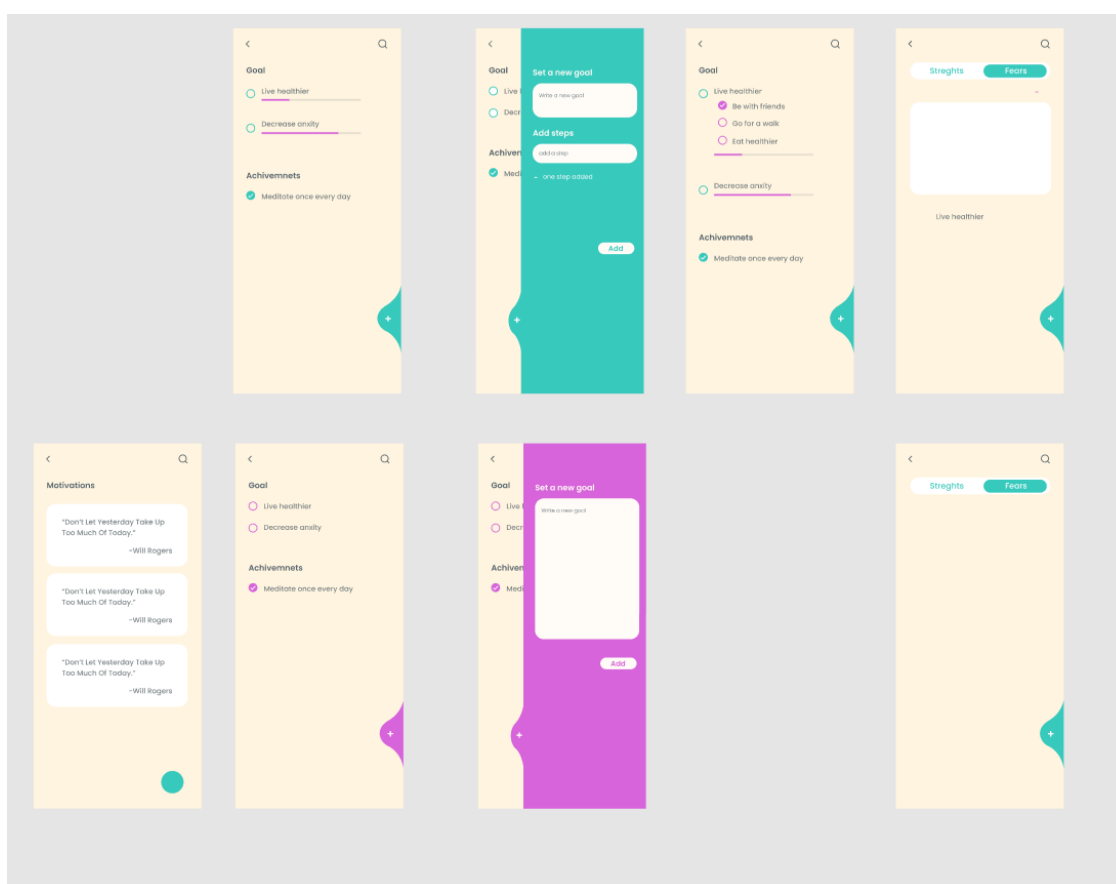 Goal
Live healthier
Decrease anxity
Achivemnets
Meditate once every day
Goal
Live
Decr
Achiven
Medi
+
Set a new goal
Write a new goal
Add steps
add a step
- one step added
Add
Goal
Live healthier
Be with friends
Go for a walk
Eat healthier
Decrease anxity
Achivemnets
Meditate once every day
+
Streghts Fears
-
Live healthier
+
Motivations
"Don't Let Yesterday Take Up
Too Much Of Today."
-Will Rogers
"Don't Let Yesterday Take Up
Too Much Of Today."
-Will Rogers
"Don't Let Yesterday Take Up
Too Much Of Today."
-Will Rogers
Goal
Live healthier
Decrease anxity
Achivemnets
Meditate once every day
+
Goal
Live
Decr
Achiven
Medi
+
Set a new goal
Write a new goal
Add
Streghts Fears
+